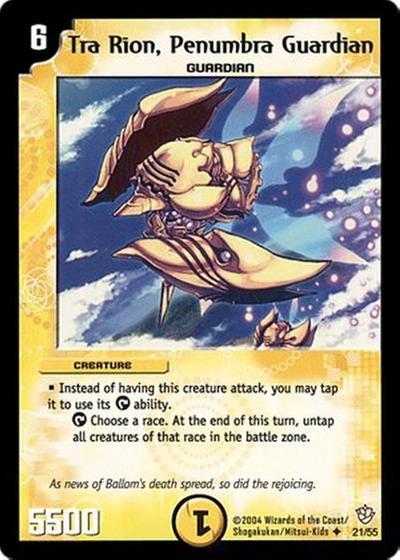 6 Tra Rion, Penumbra Guardian
GUARDIAN
CREATURE
▪ Instead of having this creature attack, you may tap
it to use its ability.
Choose a race. At the end of this turn, untap
all creatures of that race in the battle zone.
As news of Ballom's death spread, so did the rejoicing.
5500
1
©2004 Wizards of the Coast/
Shogakukan/Mitsui-Kids ♦ 21/55